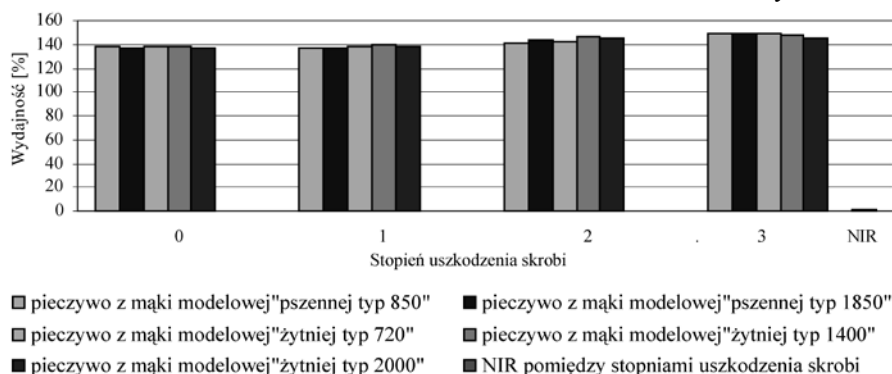 160
140
120
100
80
60
40
20
0
Wydajność [%]
0 1 2 . 3 NIR
Stopień uszkodzenia skrobi
pieczywo z mąki modelowej"pszennej typ 850" pieczywo z mąki modelowej"pszennej typ 1850"
pieczywo z mąki modelowej"żytniej typ 720" pieczywo z mąki modelowej"żytniej typ 1400"
pieczywo z mąki modelowej"żytniej typ 2000" NIR pomiędzy stopniami uszkodzenia skrobi